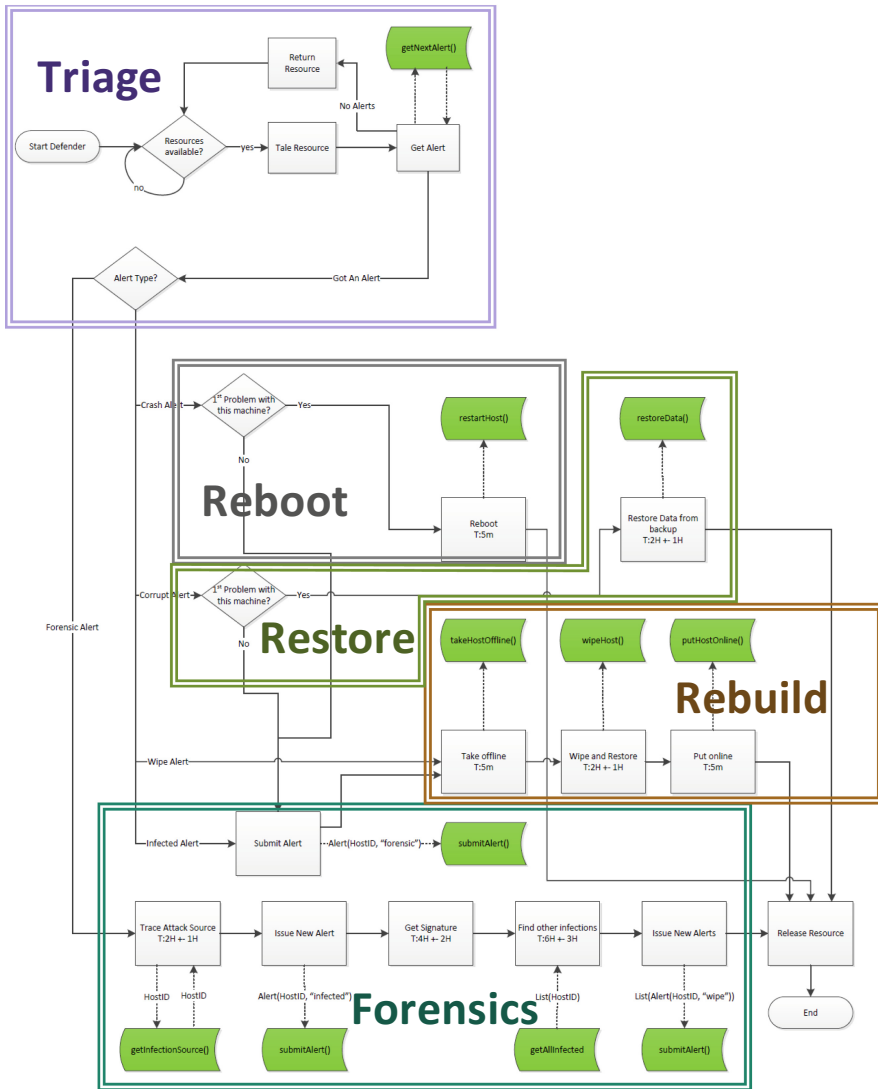 Triage
Return
Resource
getNextAlert()
No Alerts
Start Defender
Resources
available?
yes
Tale Resource
Get Alert
no
Alert Type?
Got An Alert
Crash Alert
1st Problem with
this machine?
Yes
restartHost()
restoreData()
No
Reboot
Reboot
T:5m
Restore Data from
backup
T:2H +- 1H
Corrupt Alert
1st Problem with
this machine?
Yes
Forensic Alert
No
Restore
takeHostOffline()
wipeHost()
putHostOnline()
Rebuild
Wipe Alert
Take offline
T:5m
Wipe and Restore
T:2H +- 1H
Put online
T:5m
Infected Alert
Submit Alert
Alert(HostID, “forensic”)
submitAlert()
Trace Attack Source
T:2H +- 1H
Issue New Alert
Get Signature
T:4H +- 2H
Find other infections
T:6H +- 3H
Issue New Alerts
Release Resource
HostID
HostID
Alert(HostID, “infected”)
List(HostID)
List(Alert(HostID, “wipe”))
Forensics
End
getInfectionSource()
submitAlert()
getAllInfected
submitAlert()